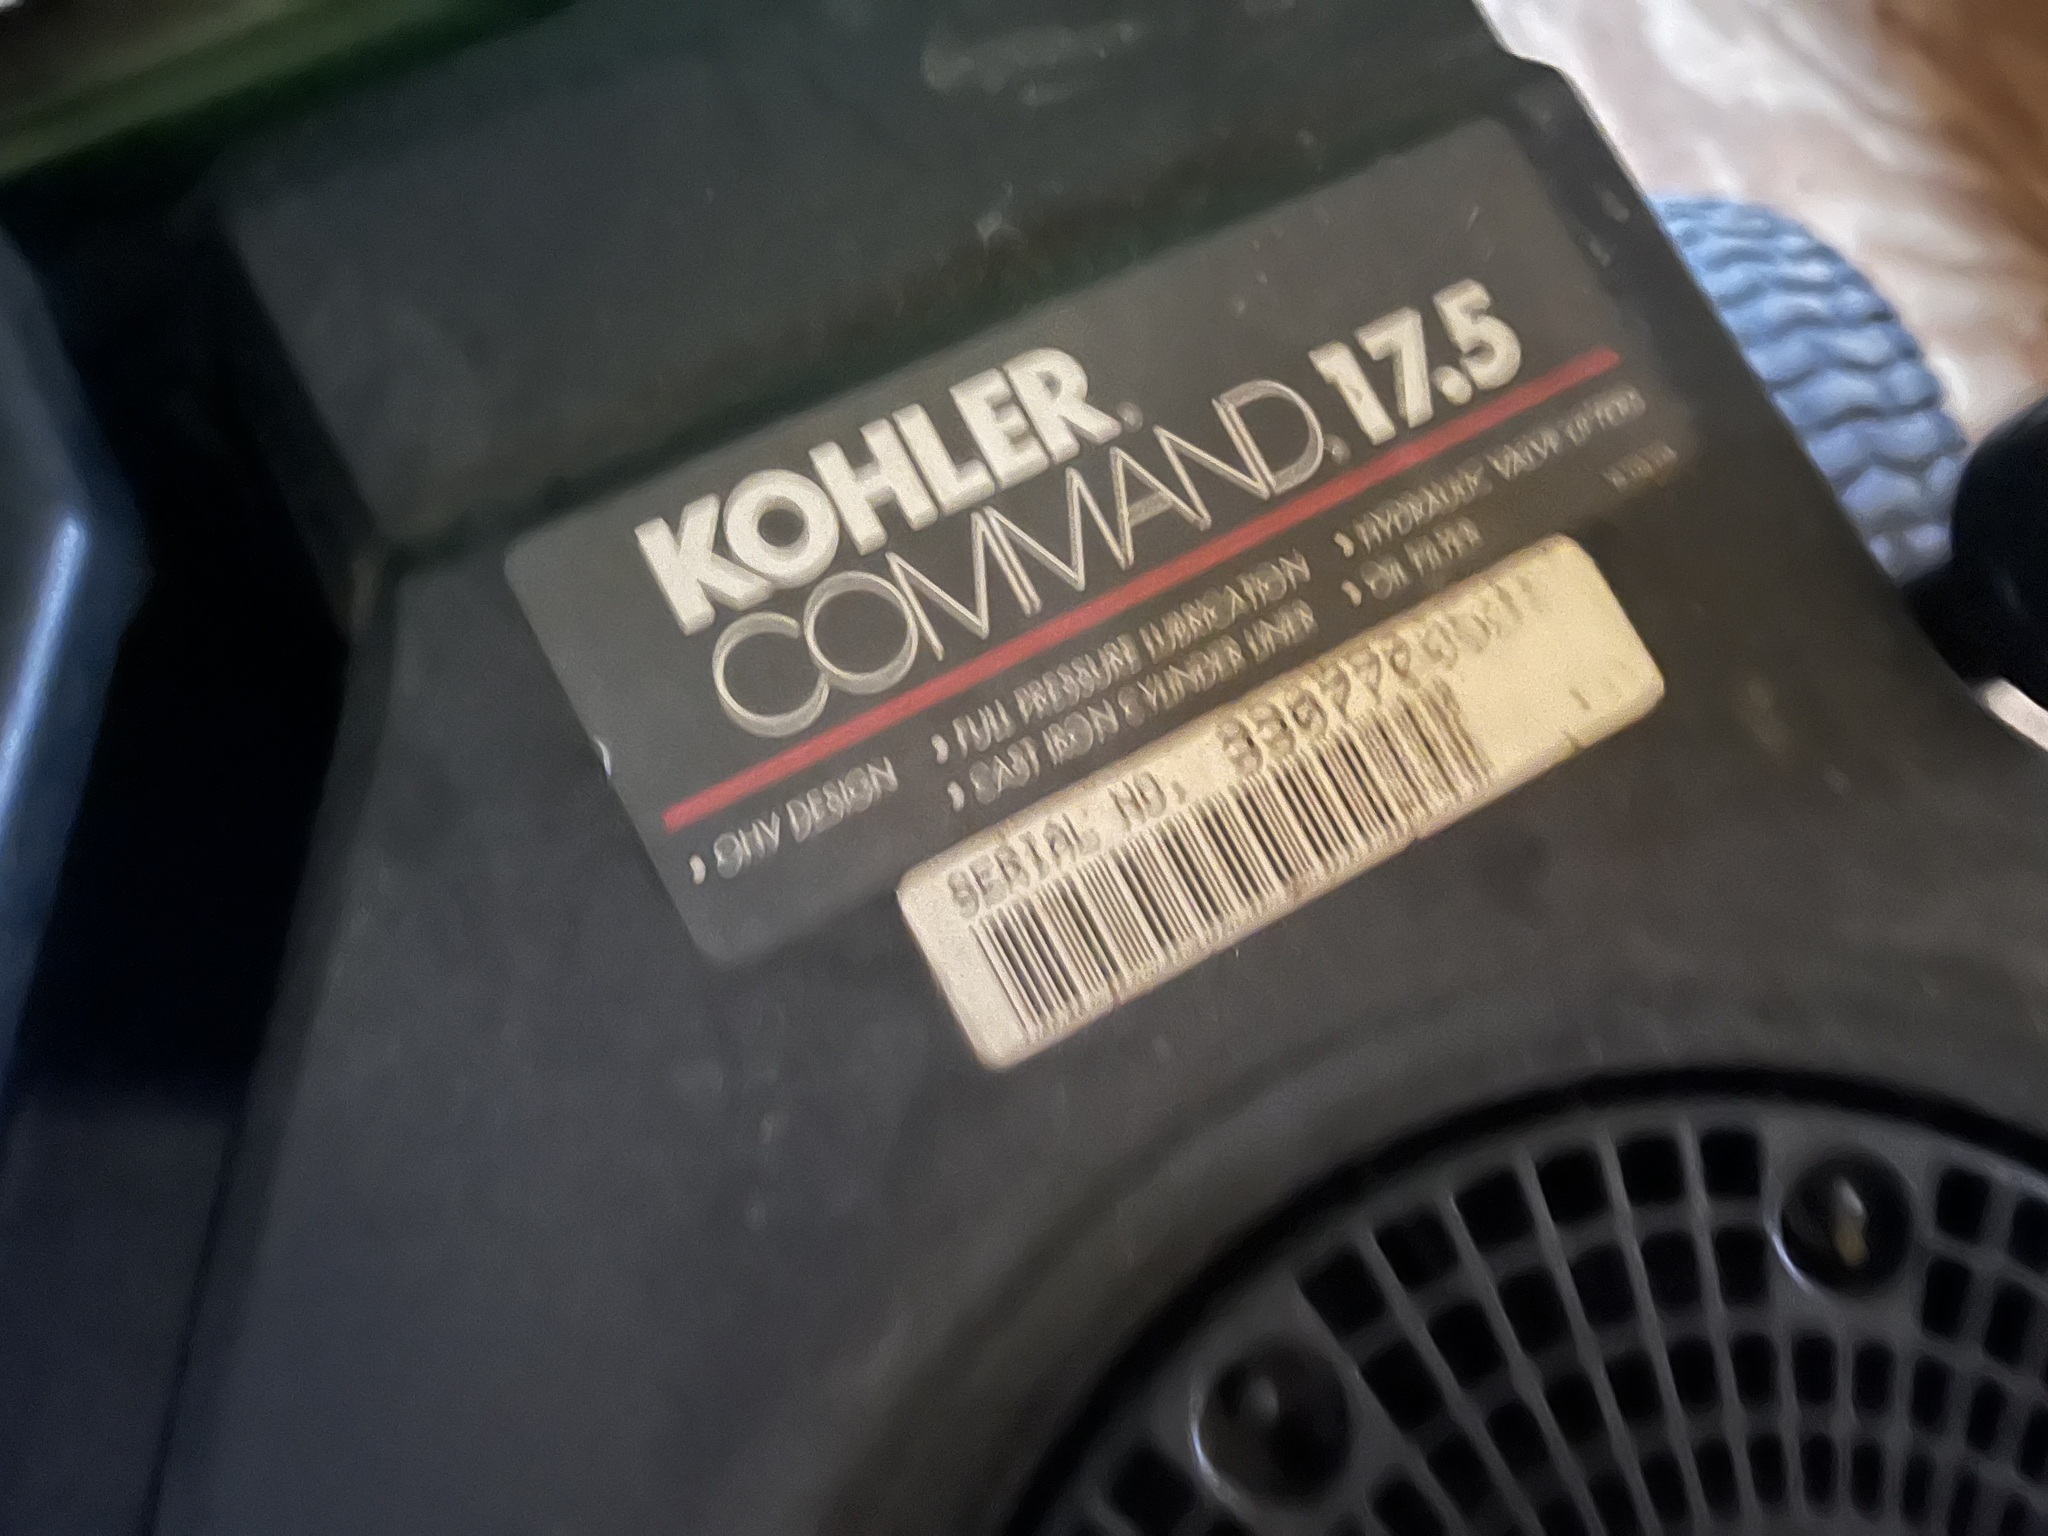 KOHLER
COMMAND. 17.5
OHV DESIGN
FULL PRESSURE LUBRICATION
CAST IRON CYLINDER LINER
HYDRAULIC VALVE LIFTERS
OIL FILTER
SERIAL NO.